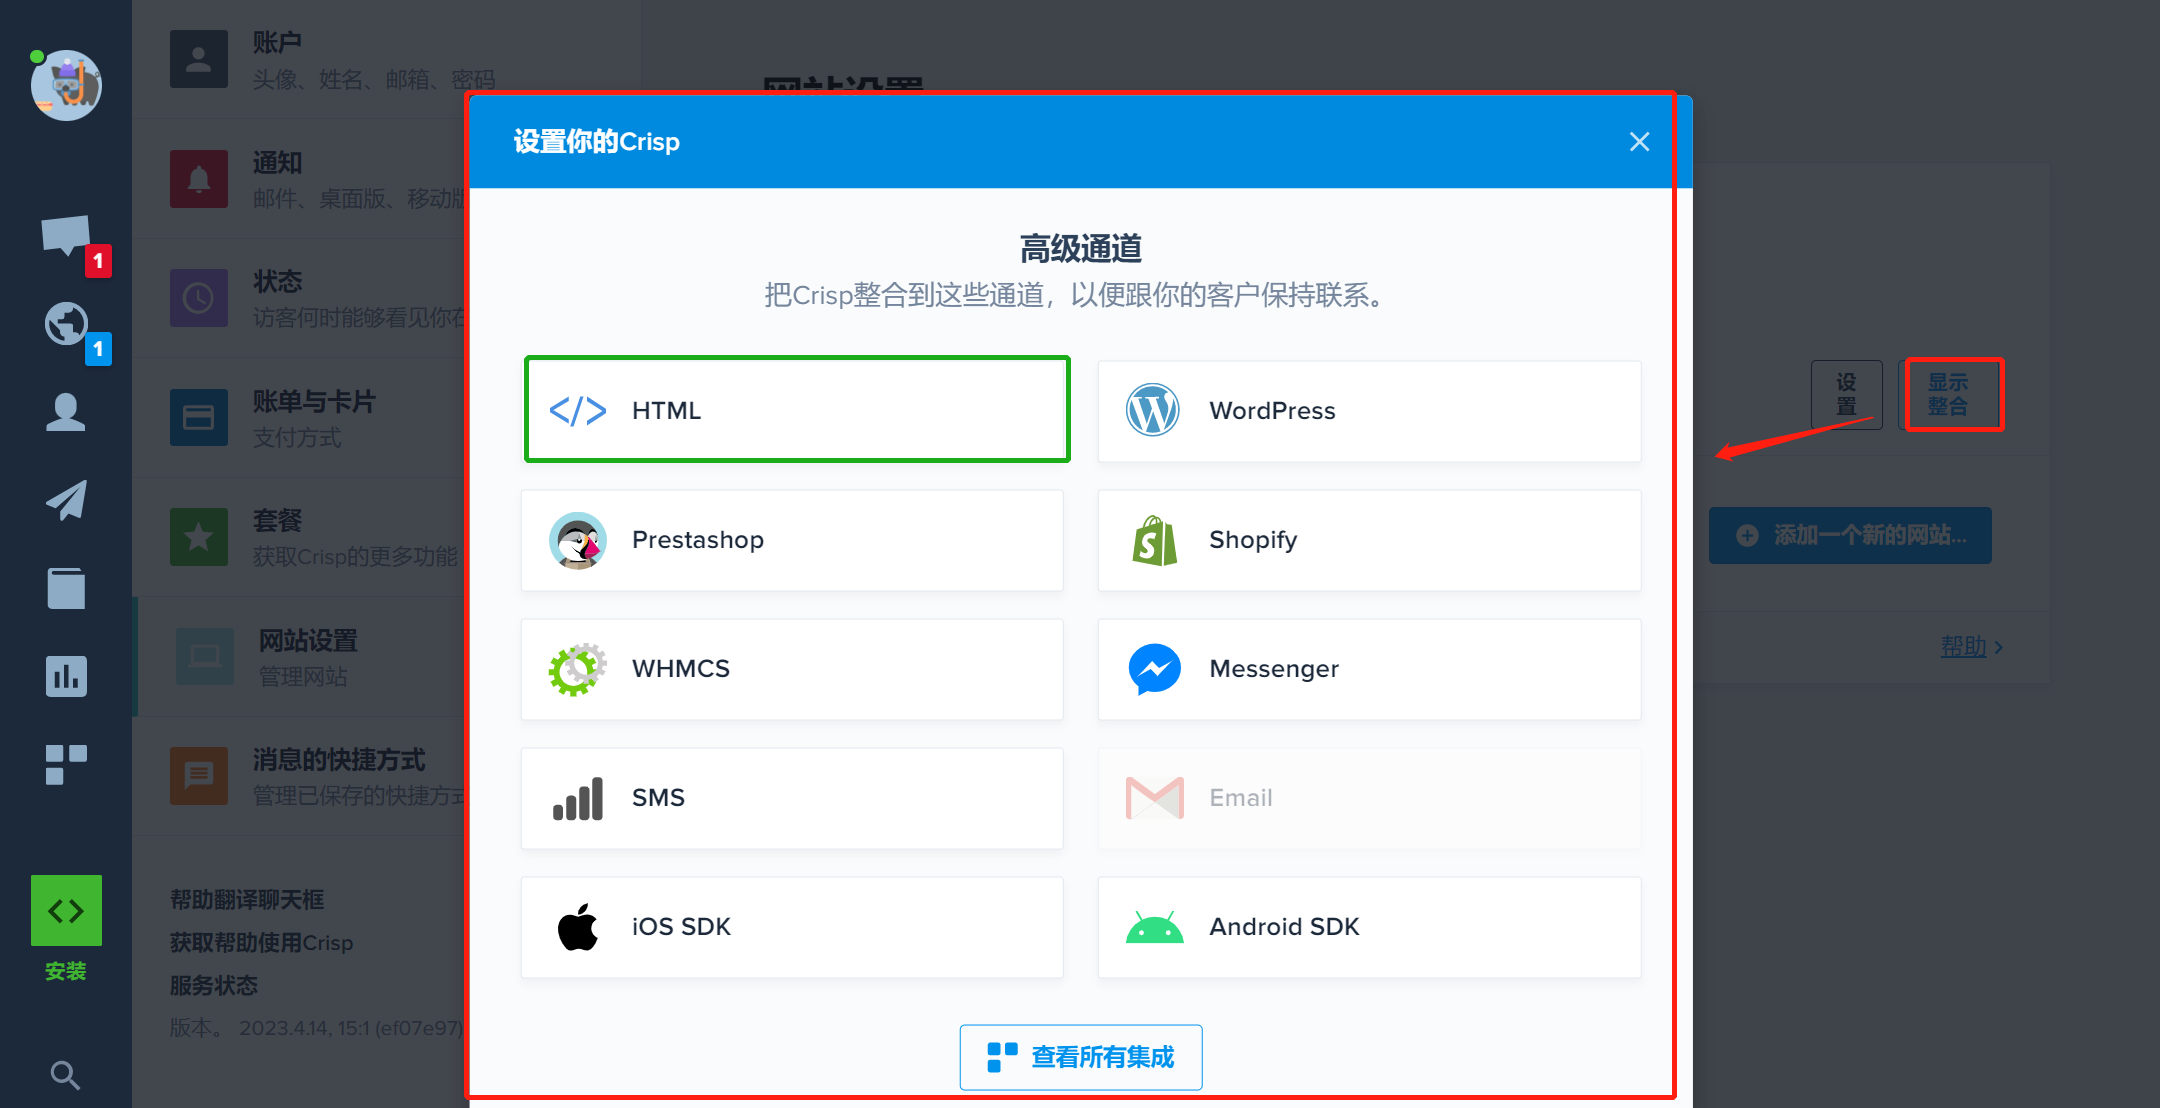 账户
头像、姓名、邮箱、密码
通知
邮件、桌面版、移动版
状态
访客何时能够看见你在
账单与卡片
支付方式
套餐
获取Crisp的更多功能
网站设置
管理网站
消息的快捷方式
管理已保存的快捷方式
帮助翻译聊天框
获取帮助使用Crisp
服务状态
版本。 2023.4.14, 15:1 (ef07e97)
1
1
安装
网站设置
设置你的Crisp
高级通道
把Crisp整合到这些通道，以便跟你的客户保持联系。
HTML
WordPress
Prestashop
Shopify
WHMCS
Messenger
SMS
Email
iOS SDK
Android SDK
查看所有集成
设
置
显示
整合
添加一个新的网站...
帮助